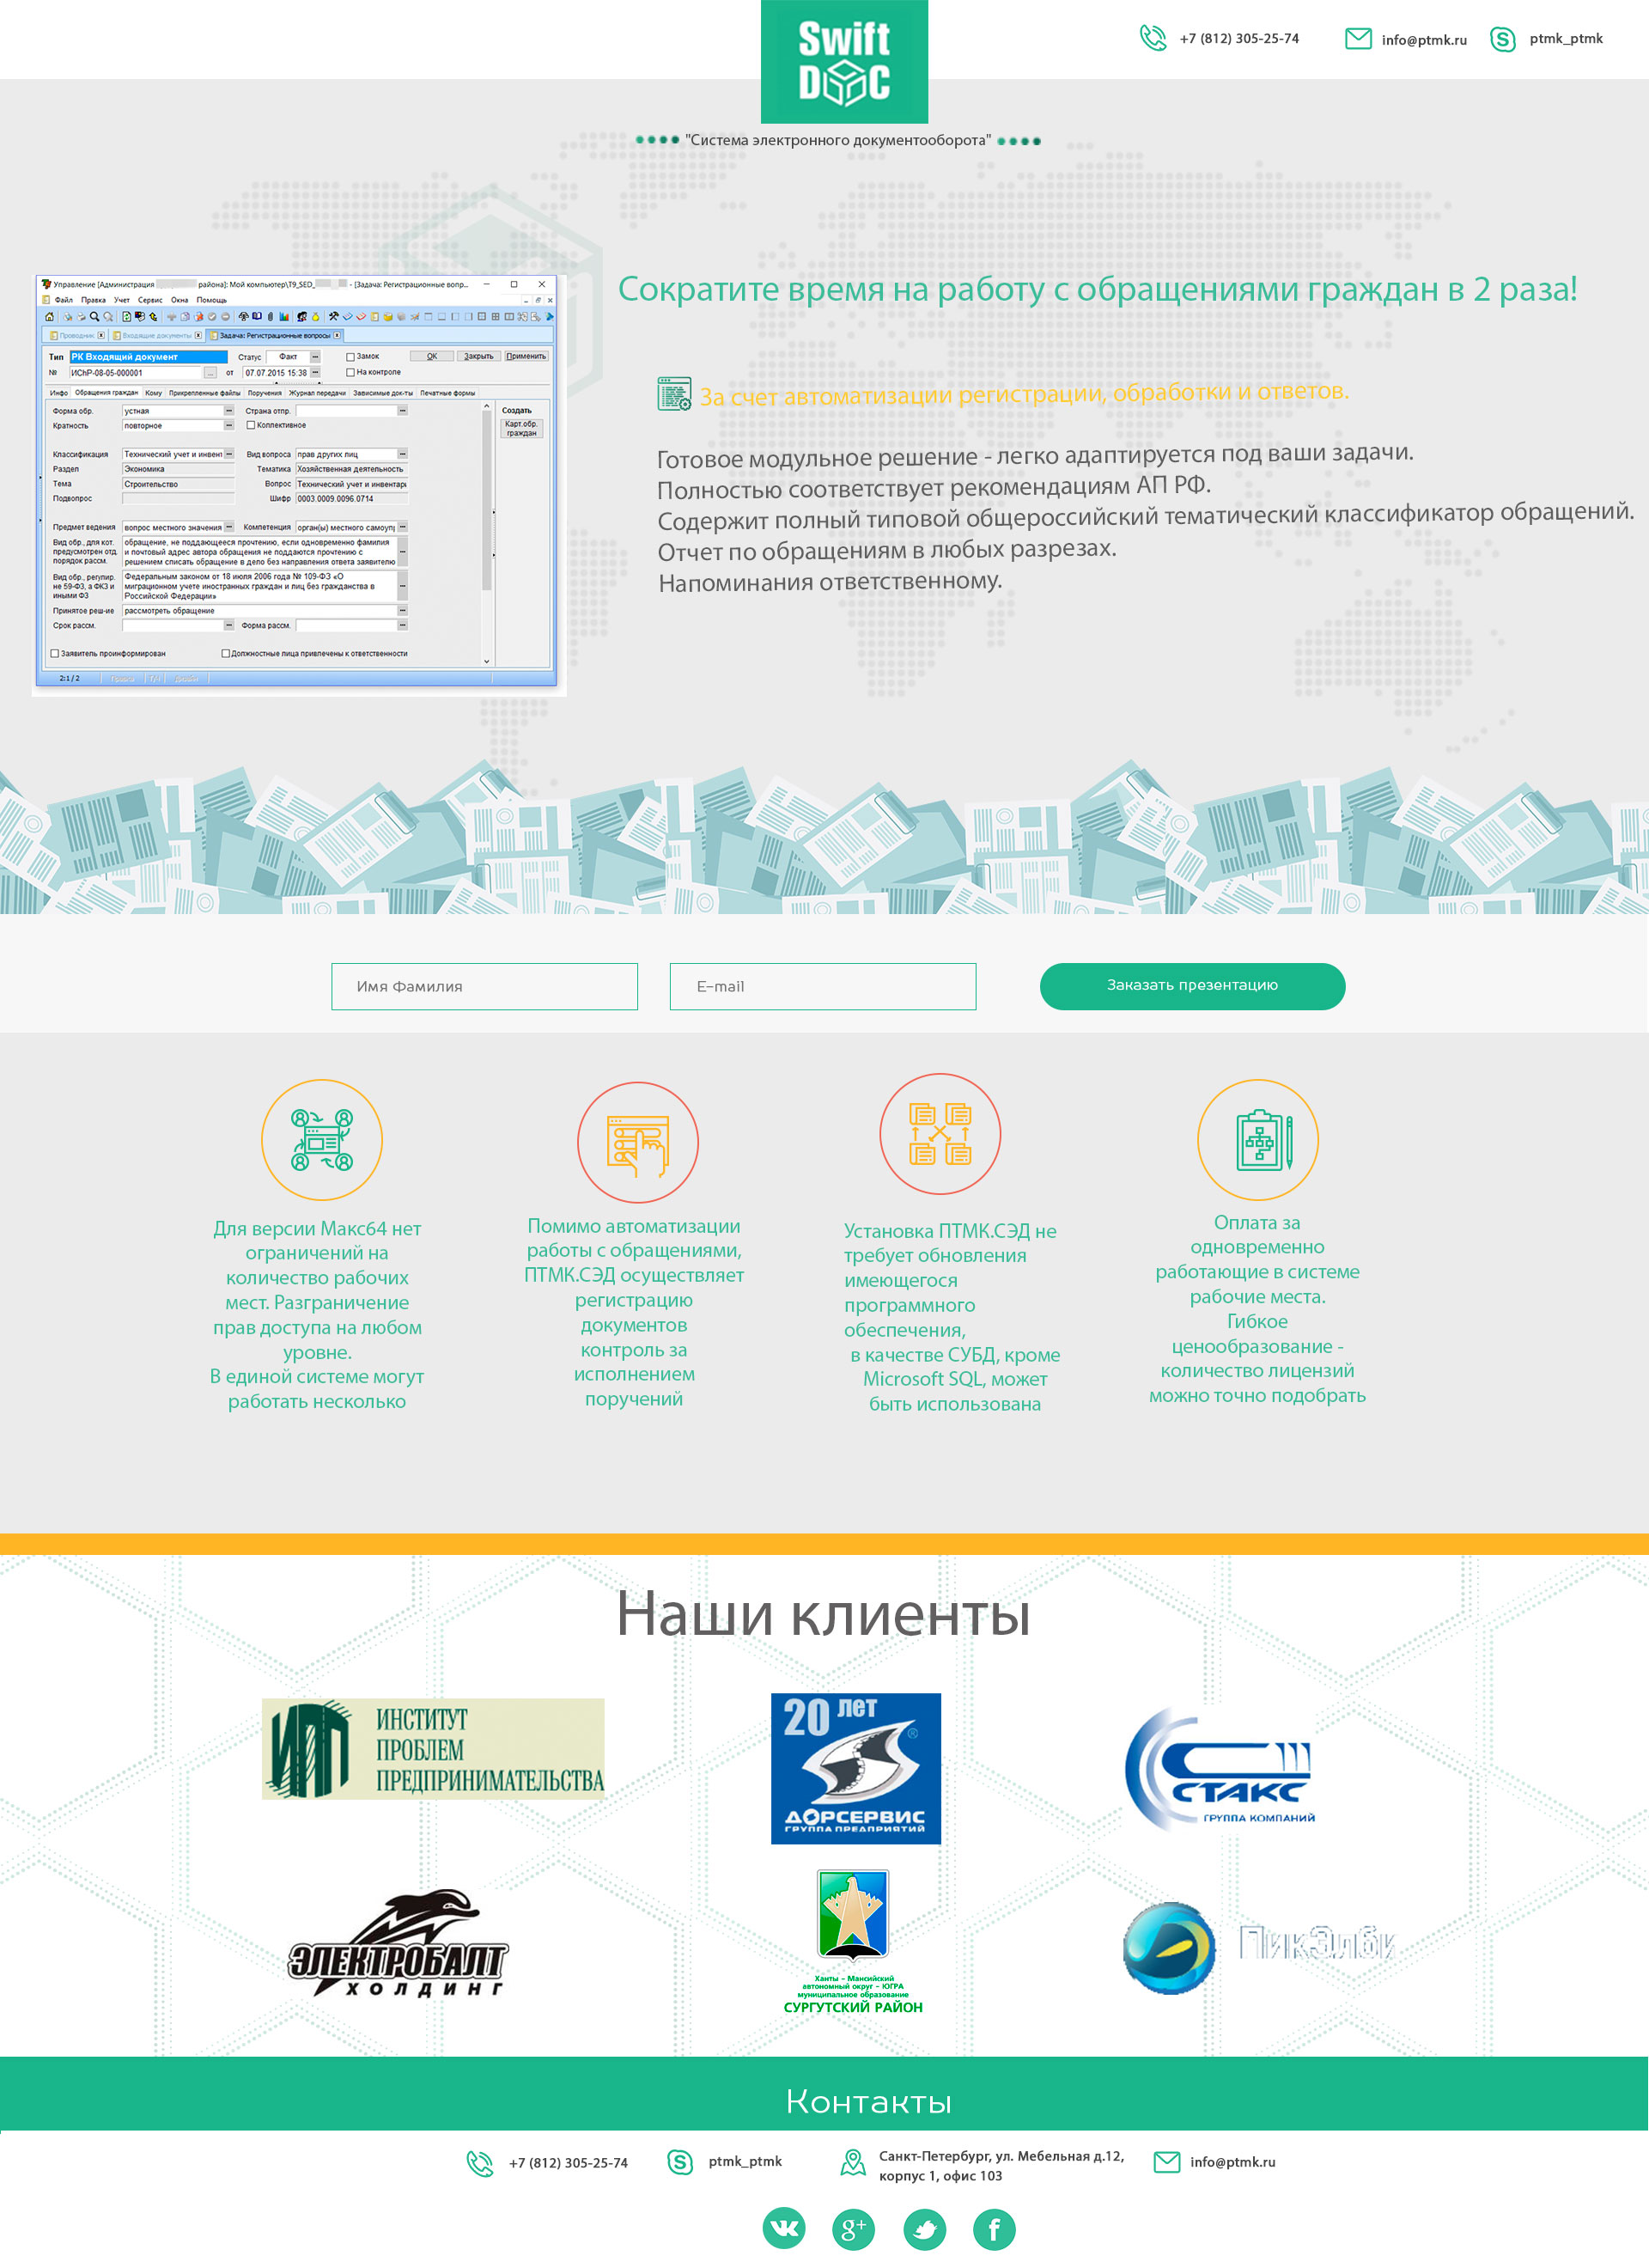 Swift
DOC
+7 (812) 305-25-74
info@ptmk.ru
ptmk_ptmk
"Система электронного документооборота"
Сократите время на работу с обращениями граждан в 2 раза!
За счет автоматизации регистрации, обработки и ответов.
Готовое модульное решение - легко адаптируется под ваши задачи.
Полностью соответствует рекомендациям АП РФ.
Содержит полный типовой общероссийский тематический классификатор обращений.
Отчет по обращениям в любых разрезах.
Напоминания ответственному.
Управление [Администрация района]: Мой компьютер\T9_SED_ - [Задача: Регистрационные вопр...
Файл Правка Учет Сервис Окна Помощь
Проводник Входящие документы Задача: Регистрационные вопросы
Тип РК Входящий документ Статус Факт Замок ОК Закрыть Применить
№ ИСhР-08-05-000001 ... от 07.07.2015 15:38 На контроле
Инфо Обращения граждан Кому Прикрепленные файлы Поручения Журнал передачи Зависимые док-ты Печатные формы
Форма обр. устная Страна отпр. Создать
Кратность повторное Коллективное Карт.обр.
граждан
Классификация Технический учет и инвент Вид вопроса прав других лиц
Раздел Экономика Тематика Хозяйственная деятельность
Тема Строительство Вопрос Технический учет и инвентари
Подвопрос Шифр 0003.0009.0096.0714
Предмет ведения вопрос местного значения Компетенция орган(ы) местного самоупр
Вид обр., для кот. обращение, не поддающееся прочтению, если одновременно фамилия
предусмотрен отд. и почтовый адрес автора обращения не поддаются прочтению с
порядок рассм. решением списать обращение в дело без направления ответа заявителю
Вид обр., регулир. Федеральным законом от 18 июля 2006 года № 109-ФЗ «О
не 59-ФЗ, а ФКЗ и миграционном учете иностранных граждан и лиц без гражданства в
иными ФЗ Российской Федерации»
Принятое реш-ие рассмотреть обращение
Срок рассм. Форма рассм.
Заявитель проинформирован Должностные лица привлечены к ответственности
2:1 / 2
Имя Фамилия
E-mail
Заказать презентацию
Для версии Макс64 нет
ограничений на
количество рабочих
мест. Разграничение
прав доступа на любом
уровне.
В единой системе могут
работать несколько
Помимо автоматизации
работы с обращениями,
ПТМК.СЭД осуществляет
регистрацию
документов
контроль за
исполнением
поручений
Установка ПТМК.СЭД не
требует обновления
имеющегося
программного
обеспечения,
в качестве СУБД, кроме
Microsoft SQL, может
быть использована
Оплата за
одновременно
работающие в системе
рабочие места.
Гибкое
ценообразование -
количество лицензий
можно точно подобрать
Наши клиенты
ИПП
ИНСТИТУТ
ПРОБЛЕМ
ПРЕДПРИНИМАТЕЛЬСТВА
20 лет
®
ДОРСЕРВИС
ГРУППА ПРЕДПРИЯТИЙ
СТАКС
ГРУППА КОМПАНИЙ
ЭЛЕКТРОБАЛТ
ХОЛДИНГ
Ханты - Мансийский
автономный округ - ЮГРА
муниципальное образование
СУРГУТСКИЙ РАЙОН
ПикЭлби
Контакты
+7 (812) 305-25-74
ptmk_ptmk
Санкт-Петербург, ул. Мебельная д.12,
корпус 1, офис 103
info@ptmk.ru